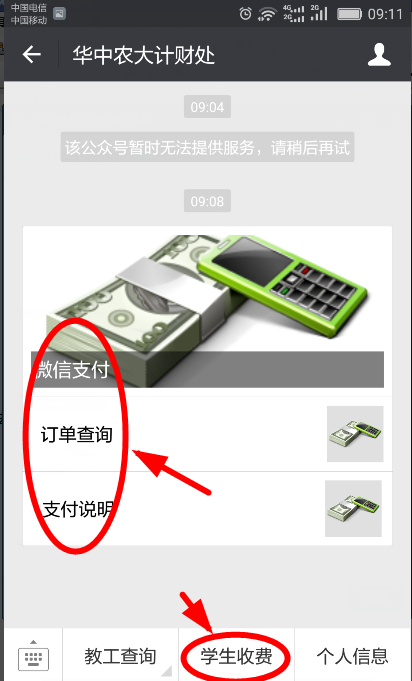 中国电信
中国移动
4G 2G 2G 09:11
华中农大计财处
09:04
该公众号暂时无法提供服务，请稍后再试
09:08
微信支付
订单查询
支付说明
教工查询 学生收费 个人信息